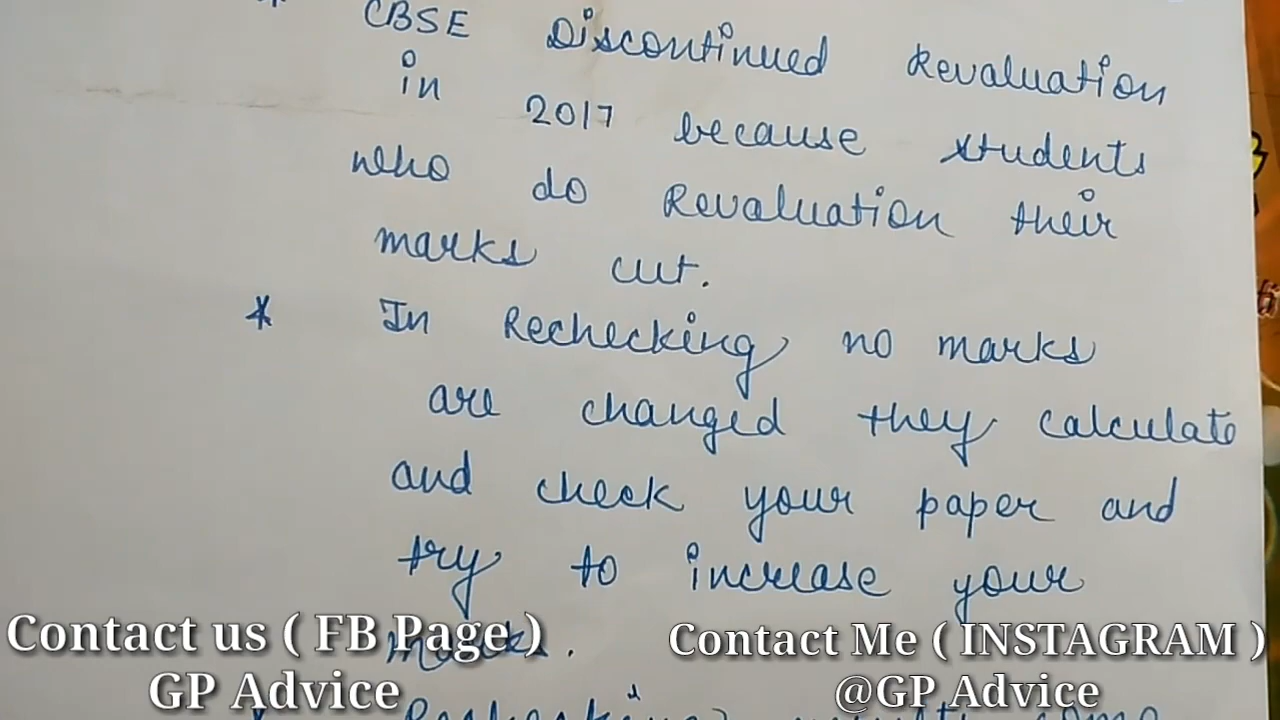 * CBSE Discontinued Revaluation
in 2017 because students
who do Revaluation their
marks cut.
* In Rechecking no marks
are changed they calculate
and check your paper and
try to increase your
marks.
Contact us ( FB Page )
GP Advice
Contact Me ( INSTAGRAM )
@GP Advice